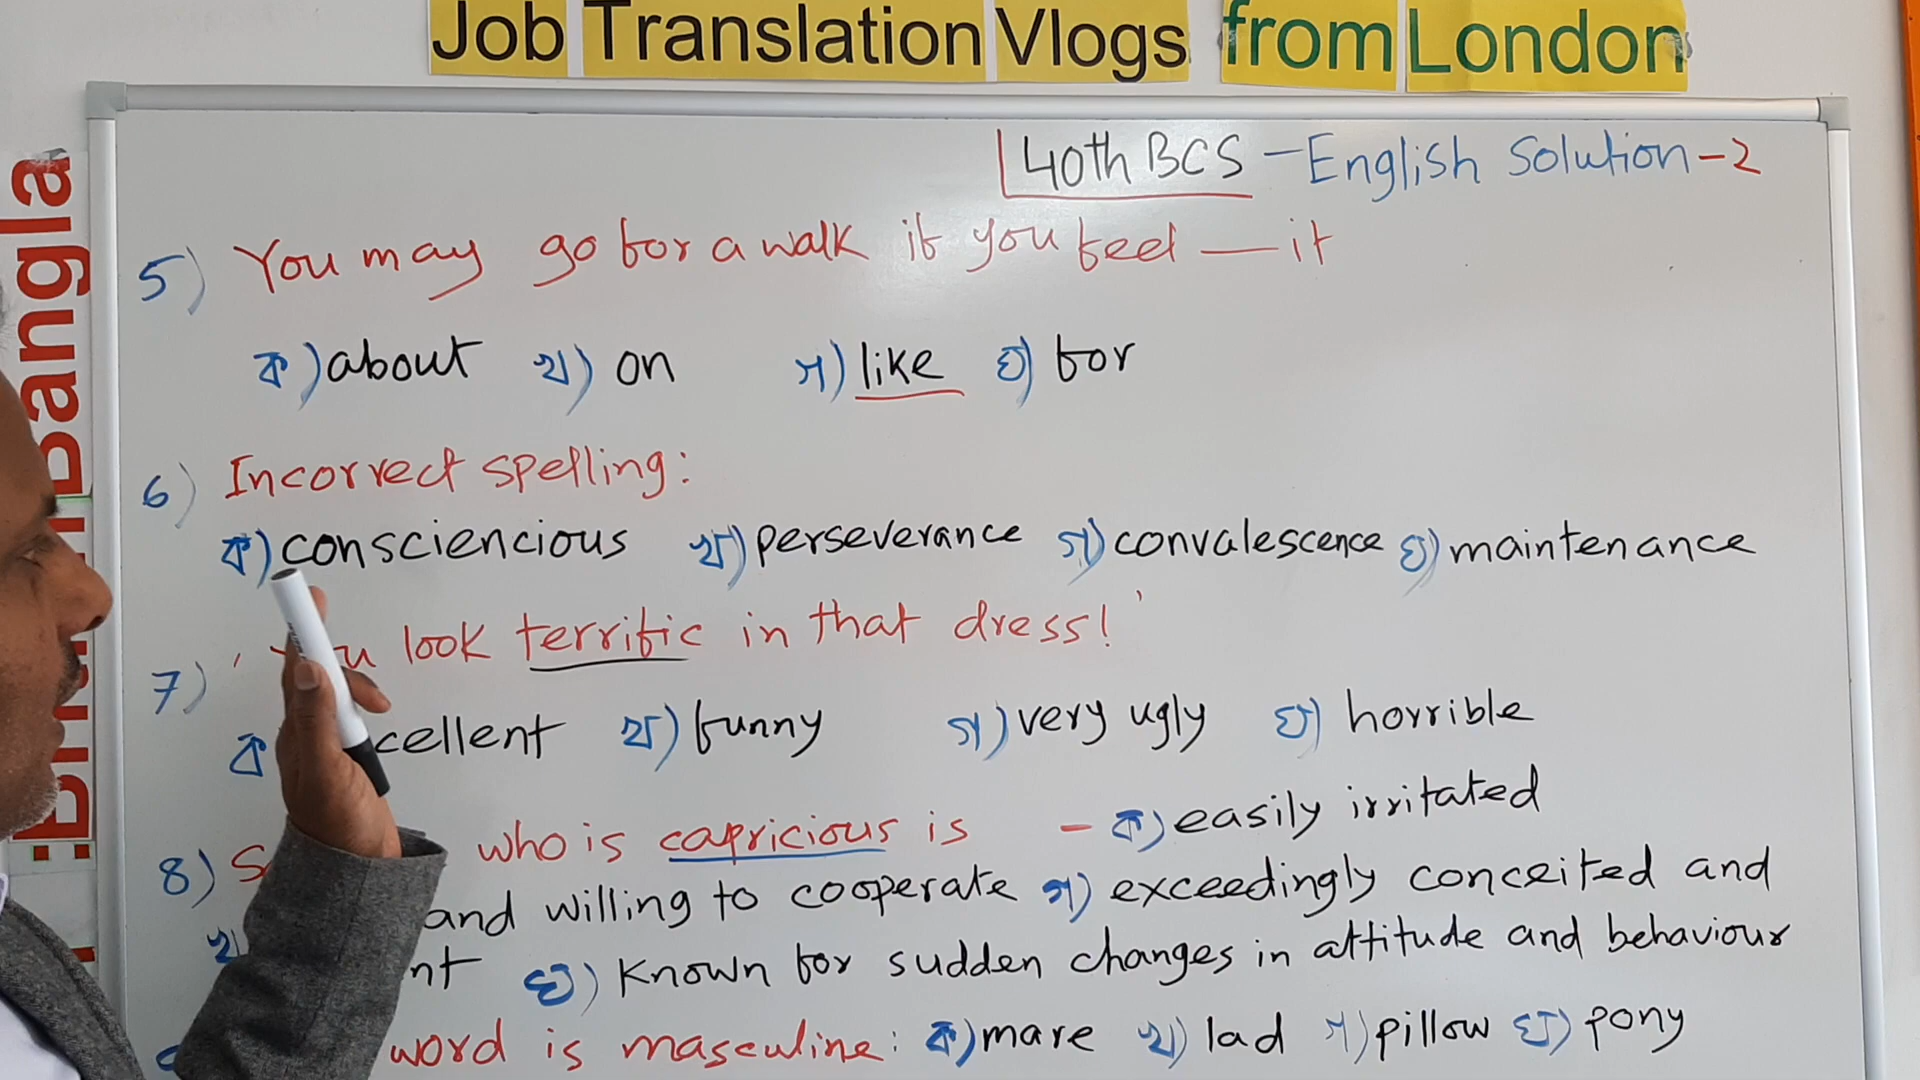 Job Translation Vlogs from London
Bangla
40th BCS - English Solution - 2
5) You may go for a walk if you feel — it
ক) about খ) on গ) like ঘ) for
6) Incorrect spelling:
ক) consciencious খ) perseverance গ) convalescence ঘ) maintenance
7) ' look terrific in that dress!'
ক) খ) funny গ) very ugly ঘ) horrible
8) who is capricious is - ক) easily irritated
খ) and willing to cooperate গ) exceedingly conceited and
ঘ) Known for sudden changes in attitude and behaviour
word is masculine: ক) mare খ) lad গ) pillow ঘ) pony